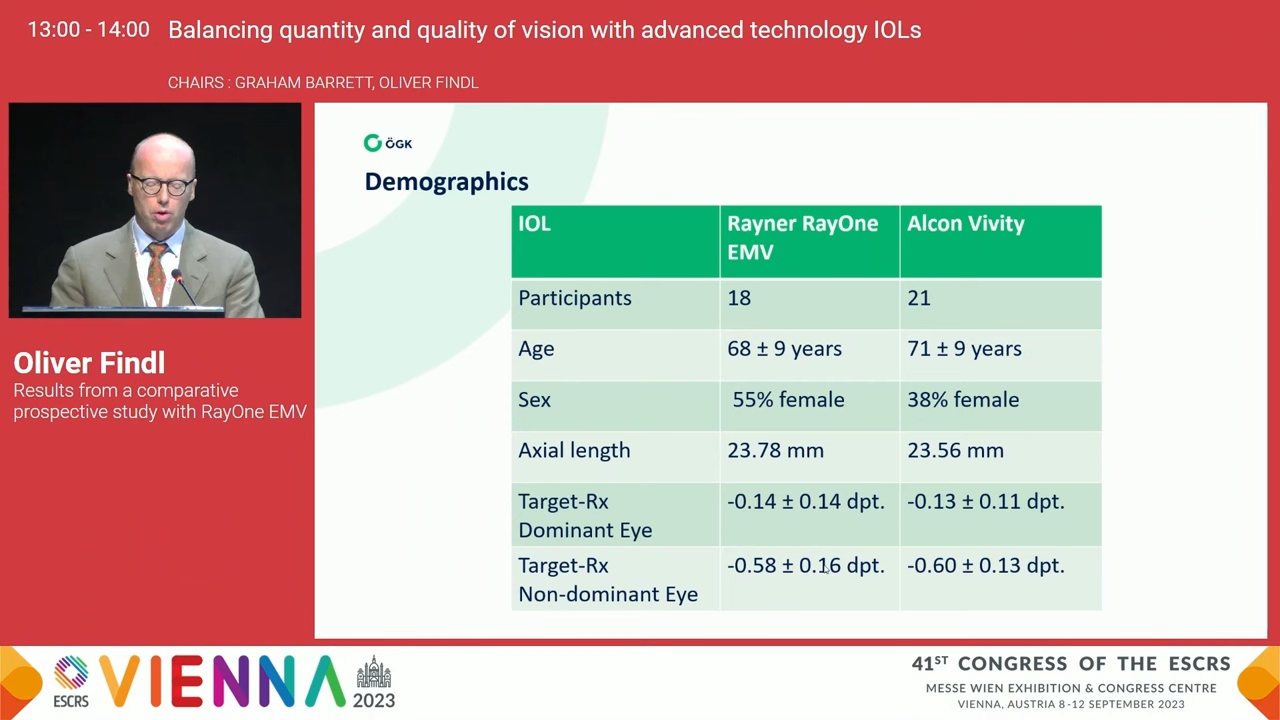 13:00 - 14:00 Balancing quantity and quality of vision with advanced technology IOLs
CHAIRS : GRAHAM BARRETT, OLIVER FINDL
ÖGK
Demographics
IOL Rayner RayOne EMV Alcon Vivity
Participants 18 21
Age 68 ± 9 years 71 ± 9 years
Sex 55% female 38% female
Axial length 23.78 mm 23.56 mm
Target-Rx Dominant Eye -0.14 ± 0.14 dpt. -0.13 ± 0.11 dpt.
Target-Rx Non-dominant Eye -0.58 ± 0.16 dpt. -0.60 ± 0.13 dpt.
Oliver Findl
Results from a comparative
prospective study with RayOne EMV
ESCRS
VIENNA
2023
41ST CONGRESS OF THE ESCRS
MESSE WIEN EXHIBITION & CONGRESS CENTRE
VIENNA, AUSTRIA 8 -12 SEPTEMBER 2023